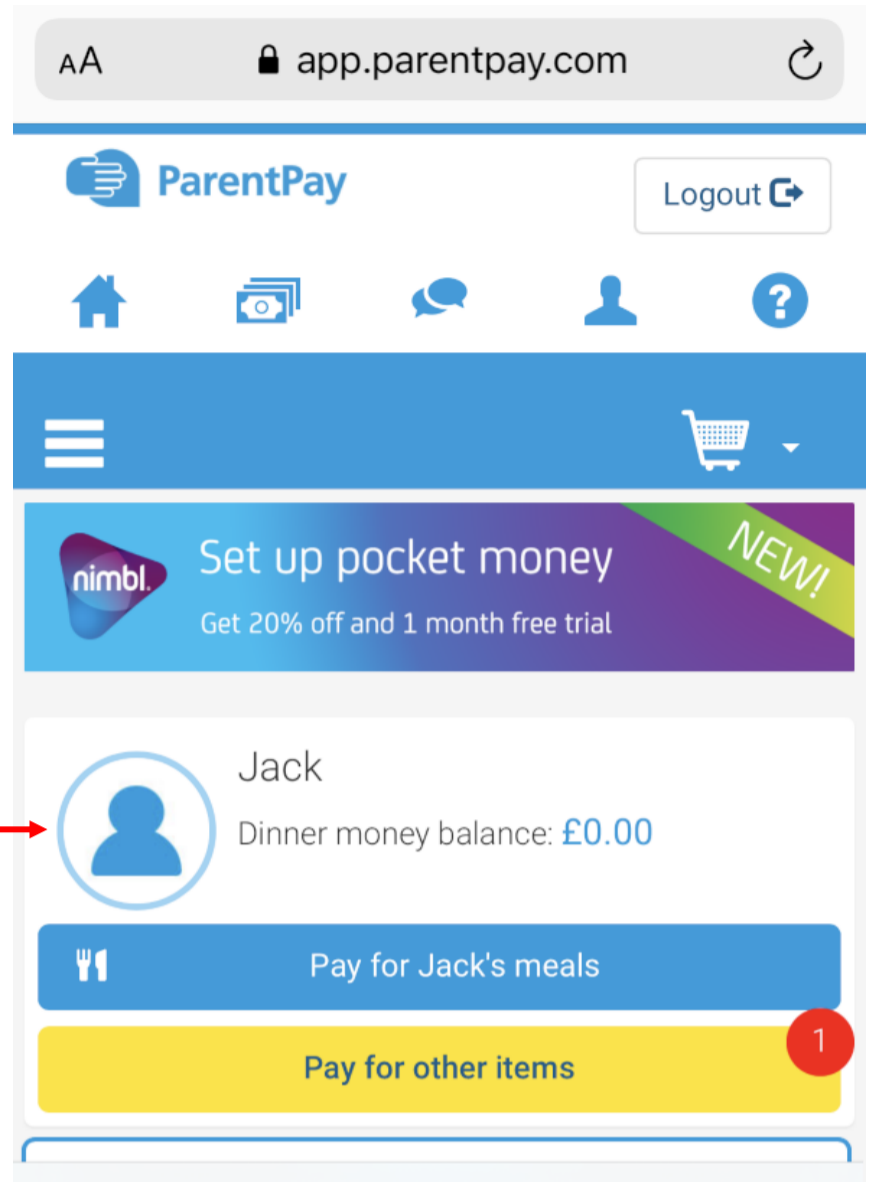 AA app.parentpay.com
ParentPay
Logout
?
nimbl.
Set up pocket money
NEW!
Get 20% off and 1 month free trial
Jack
Dinner money balance: £0.00
Pay for Jack's meals
1
Pay for other items